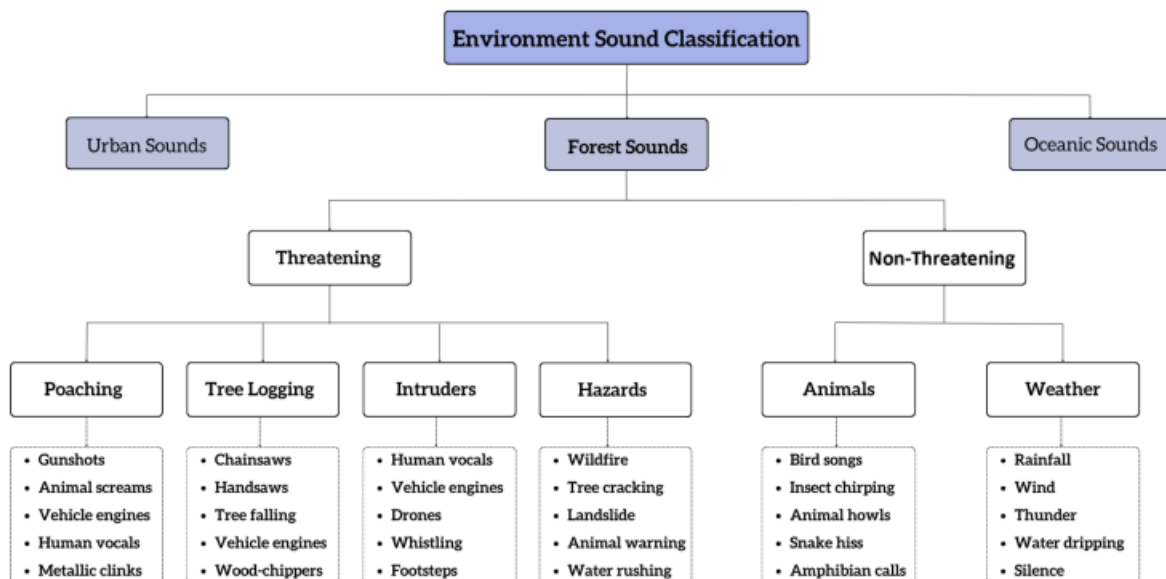 Environment Sound Classification
Urban Sounds
Forest Sounds
Oceanic Sounds
Threatening
Non-Threatening
Poaching
Tree Logging
Intruders
Hazards
Animals
Weather
• Gunshots
• Animal screams
• Vehicle engines
• Human vocals
• Metallic clinks
• Chainsaws
• Handsaws
• Tree falling
• Vehicle engines
• Wood-chippers
• Human vocals
• Vehicle engines
• Drones
• Whistling
• Footsteps
• Wildfire
• Tree cracking
• Landslide
• Animal warning
• Water rushing
• Bird songs
• Insect chirping
• Animal howls
• Snake hiss
• Amphibian calls
• Rainfall
• Wind
• Thunder
• Water dripping
• Silence